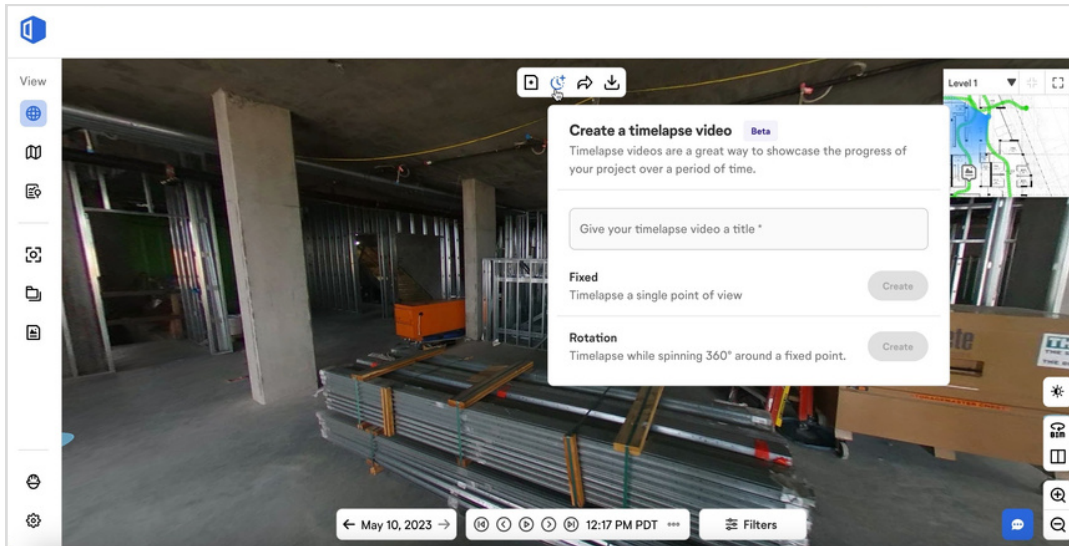 View
Level 1
Create a timelapse video Beta
Timelapse videos are a great way to showcase the progress of
your project over a period of time.
Give your timelapse video a title *
Fixed
Timelapse a single point of view
Create
Rotation
Timelapse while spinning 360° around a fixed point.
Create
BIM
← May 10, 2023 →
12:17 PM PDT
Filters